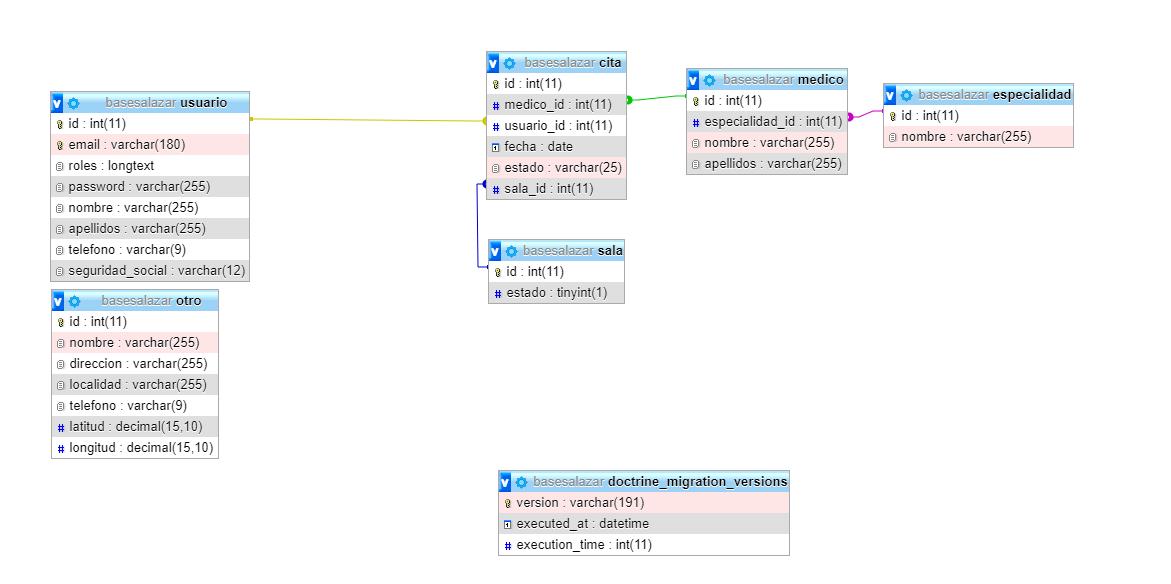 basesalazar usuario
id : int(11)
email : varchar(180)
roles : longtext
password : varchar(255)
nombre : varchar(255)
apellidos : varchar(255)
telefono : varchar(9)
seguridad_social : varchar(12)
basesalazar otro
id : int(11)
nombre : varchar(255)
direccion : varchar(255)
localidad : varchar(255)
telefono : varchar(9)
latitud : decimal(15,10)
longitud : decimal(15,10)
basesalazar cita
id : int(11)
medico_id : int(11)
usuario_id : int(11)
fecha : date
estado : varchar(25)
sala_id : int(11)
basesalazar sala
id : int(11)
estado : tinyint(1)
basesalazar medico
id : int(11)
especialidad_id : int(11)
nombre : varchar(255)
apellidos : varchar(255)
basesalazar especialidad
id : int(11)
nombre : varchar(255)
basesalazar doctrine_migration_versions
version : varchar(191)
executed_at : datetime
execution_time : int(11)